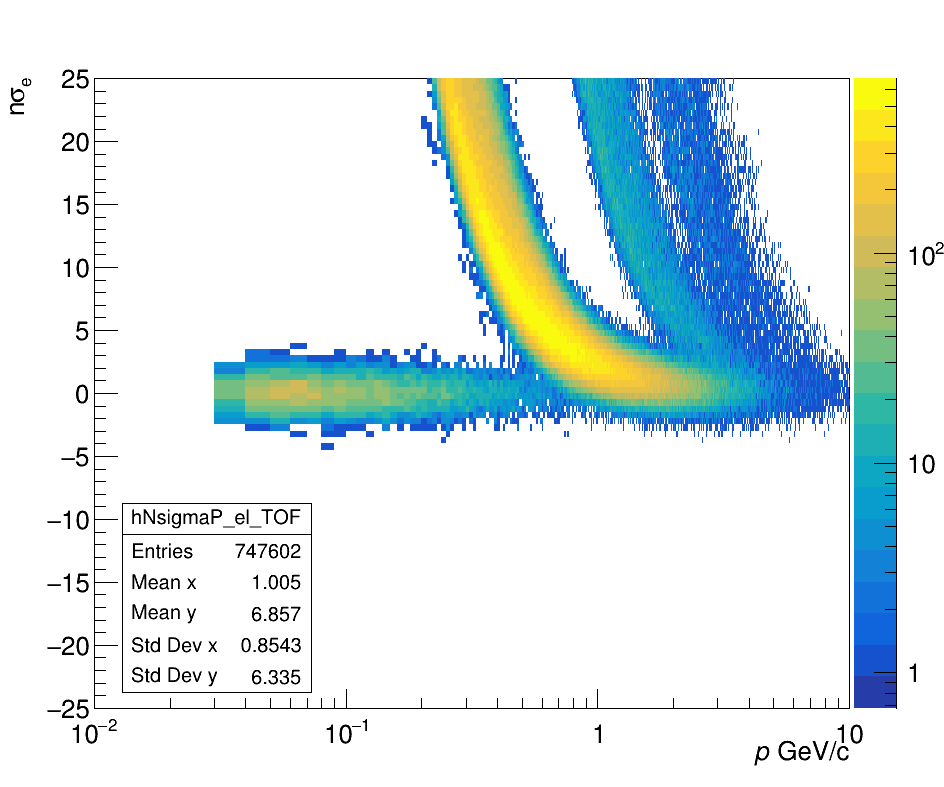 nσe
25
20
15
10
5
0
−5
−10
−15
−20
−25
hNsigmaP_el_TOF
Entries 747602
Mean x 1.005
Mean y 6.857
Std Dev x 0.8543
Std Dev y 6.335
10−2 10−1 1 10
p GeV/c
102
10
1